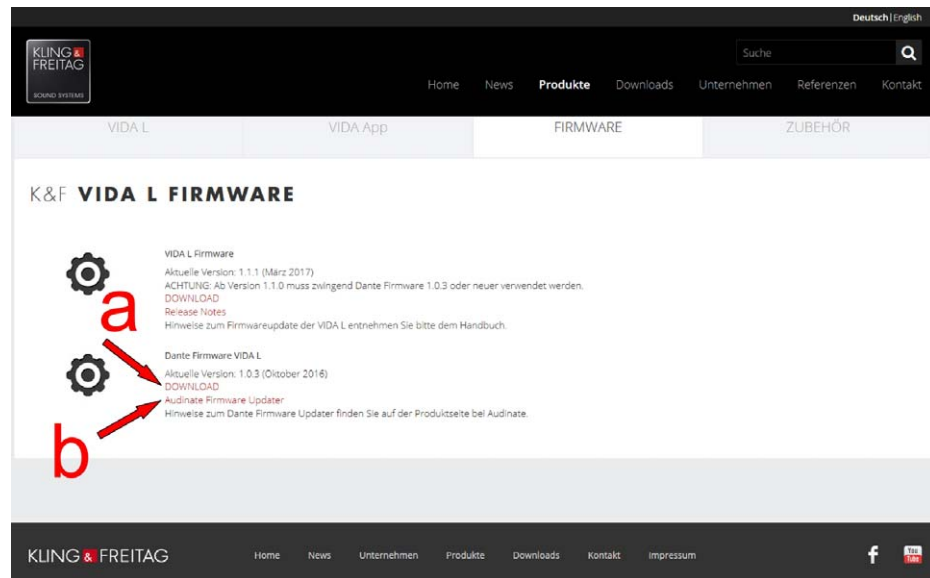 Deutsch | English
KLING & FREITAG
SOUND SYSTEMS
Suche
Home News Produkte Downloads Unternehmen Referenzen Kontakt
VIDA L VIDA App FIRMWARE ZUBEHÖR
K&F VIDA L FIRMWARE
VIDA L Firmware
Aktuelle Version: 1.1.1 (März 2017)
ACHTUNG: Ab Version 1.1.0 muss zwingend Dante Firmware 1.0.3 oder neuer verwendet werden.
DOWNLOAD
Release Notes
Hinweise zum Firmwareupdate der VIDA L entnehmen Sie bitte dem Handbuch.
a
Dante Firmware VIDA L
Aktuelle Version: 1.0.3 (Oktober 2016)
DOWNLOAD
Audinate Firmware Updater
Hinweise zum Dante Firmware Updater finden Sie auf der Produktseite bei Audinate.
b
KLING & FREITAG Home News Unternehmen Produkte Downloads Kontakt Impressum f You Tube